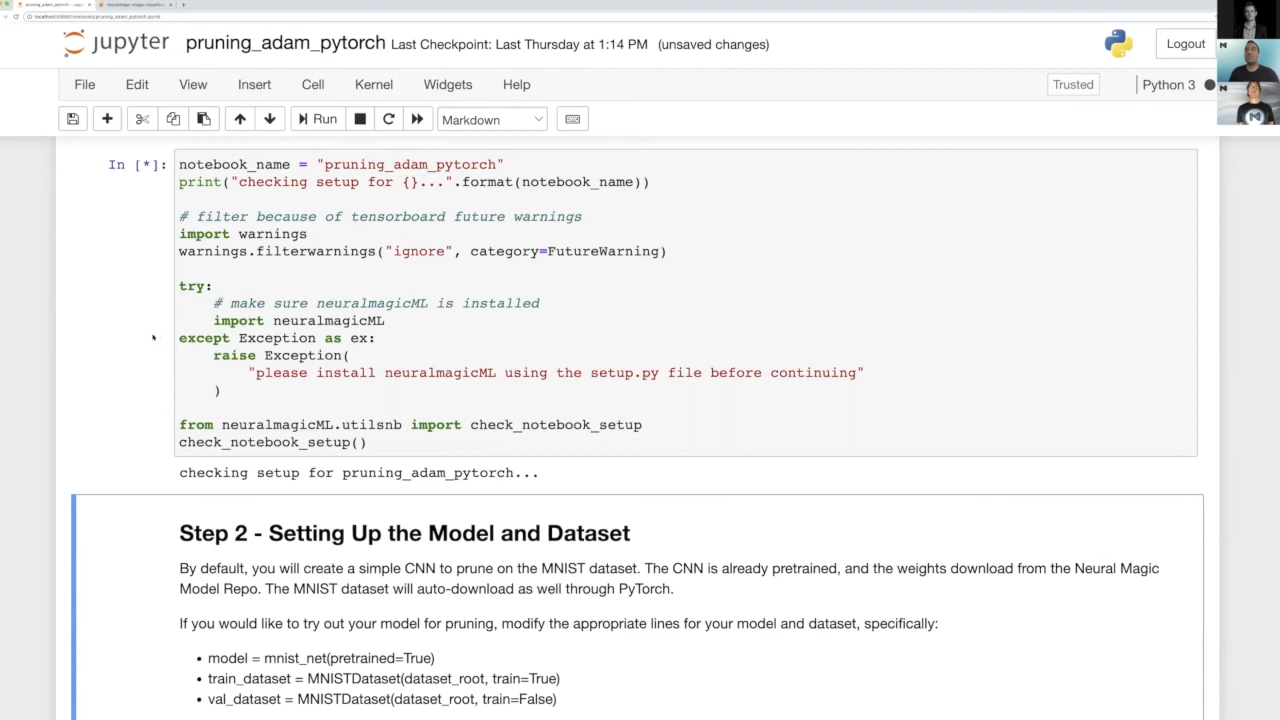 pruning_adam_pytorch - Jupyter
localhost:8888/notebooks/pruning_adam_pytorch.ipynb
jupyter pruning_adam_pytorch Last Checkpoint: Last Thursday at 1:14 PM (unsaved changes)
Logout
File Edit View Insert Cell Kernel Widgets Help
Trusted
Python 3
Run
Markdown
In [*]:
notebook_name = "pruning_adam_pytorch"
print("checking setup for {}...".format(notebook_name))
# filter because of tensorboard future warnings
import warnings
warnings.filterwarnings("ignore", category=FutureWarning)
try:
# make sure neuralmagicML is installed
import neuralmagicML
except Exception as ex:
raise Exception(
"please install neuralmagicML using the setup.py file before continuing"
)
from neuralmagicML.utilsnb import check_notebook_setup
check_notebook_setup()
checking setup for pruning_adam_pytorch...
Step 2 - Setting Up the Model and Dataset
By default, you will create a simple CNN to prune on the MNIST dataset. The CNN is already pretrained, and the weights download from the Neural Magic
Model Repo. The MNIST dataset will auto-download as well through PyTorch.
If you would like to try out your model for pruning, modify the appropriate lines for your model and dataset, specifically:
• model = mnist_net(pretrained=True)
• train_dataset = MNISTDataset(dataset_root, train=True)
• val_dataset = MNISTDataset(dataset_root, train=False)